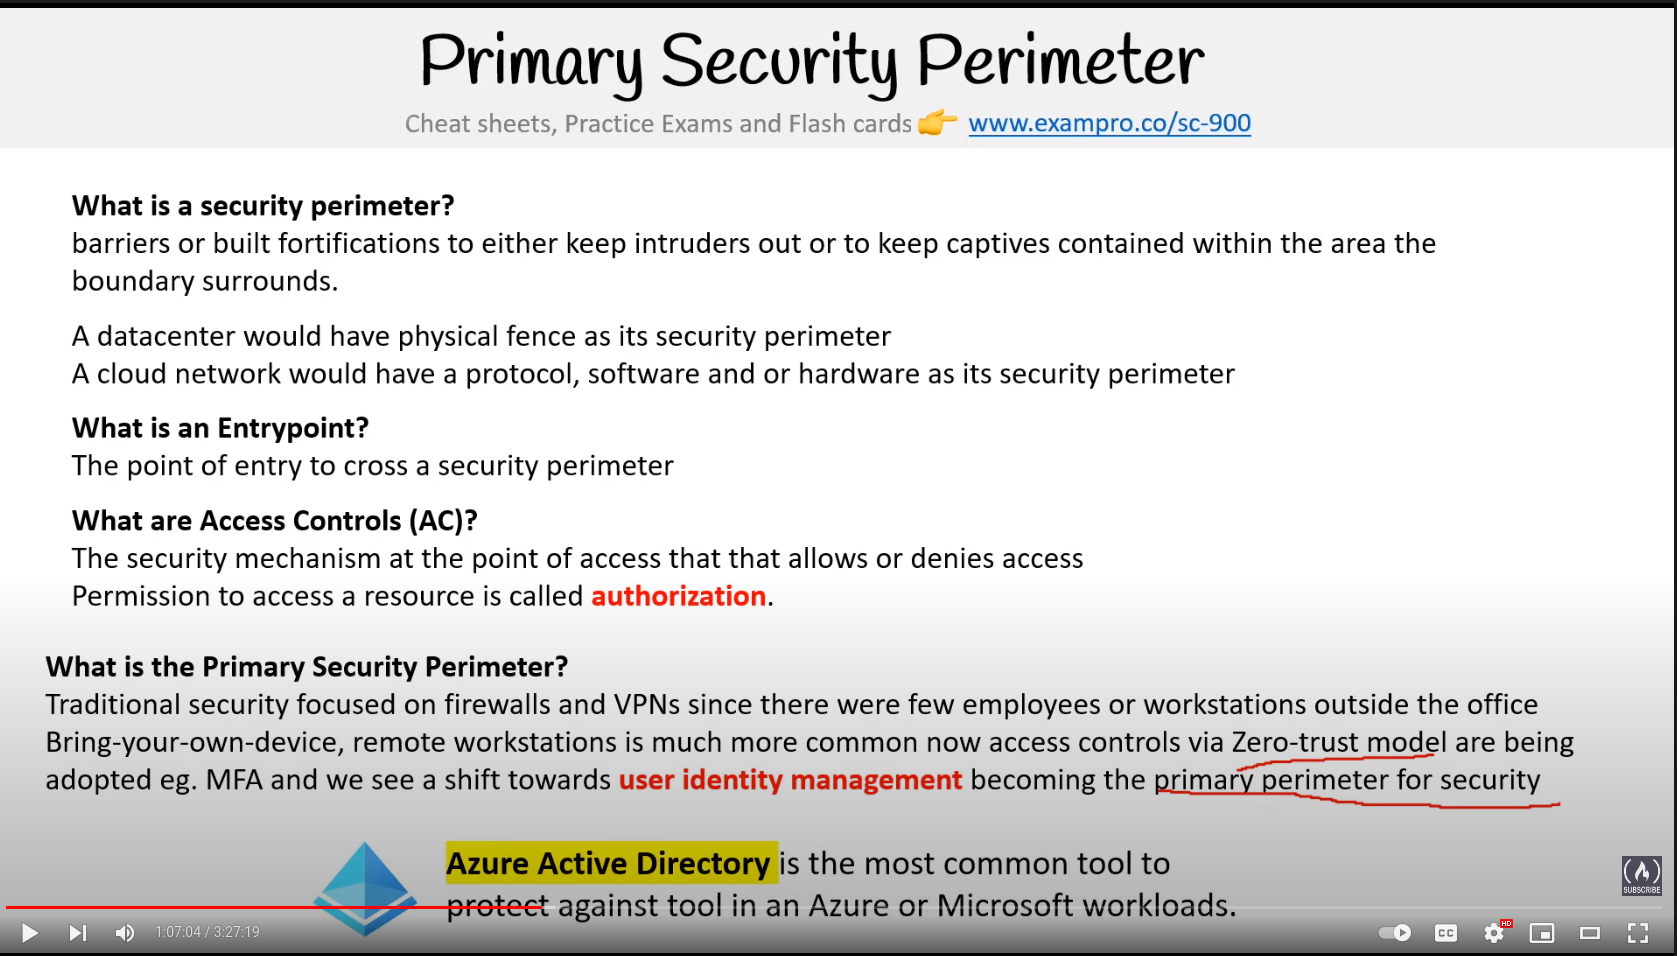 Primary Security Perimeter
Cheat sheets, Practice Exams and Flash cards 👉 www.exampro.co/sc-900
What is a security perimeter?
barriers or built fortifications to either keep intruders out or to keep captives contained within the area the
boundary surrounds.
A datacenter would have physical fence as its security perimeter
A cloud network would have a protocol, software and or hardware as its security perimeter
What is an Entrypoint?
The point of entry to cross a security perimeter
What are Access Controls (AC)?
The security mechanism at the point of access that that allows or denies access
Permission to access a resource is called authorization.
What is the Primary Security Perimeter?
Traditional security focused on firewalls and VPNs since there were few employees or workstations outside the office
Bring-your-own-device, remote workstations is much more common now access controls via Zero-trust model are being
adopted eg. MFA and we see a shift towards user identity management becoming the primary perimeter for security
Azure Active Directory is the most common tool to
protect against tool in an Azure or Microsoft workloads.
SUBSCRIBE
1:07:04 / 3:27:19
CC
HD